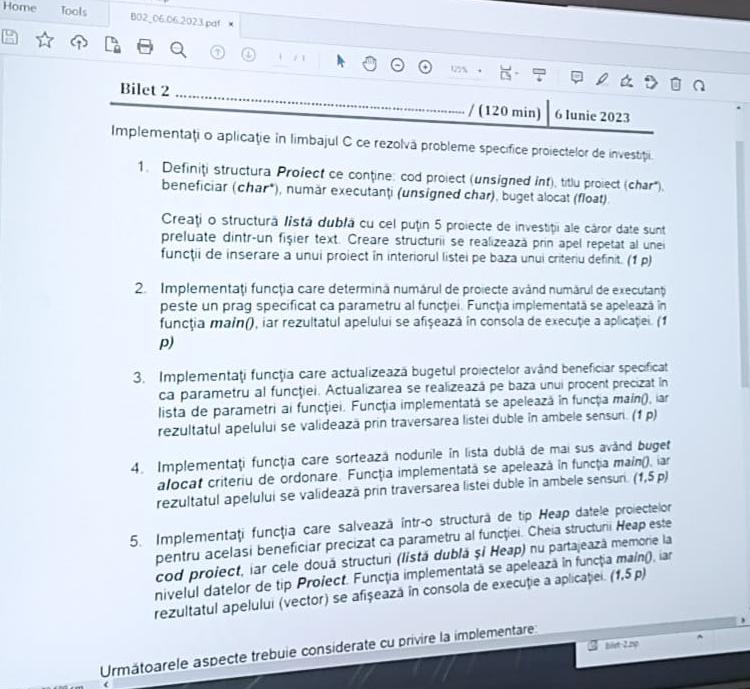 Home Tools
B02_06.06.2023.pdf ×
1 / 1 125%
Bilet 2 ........................................ / (120 min) 6 Iunie 2023
Implementați o aplicație în limbajul C ce rezolvă probleme specifice proiectelor de investiții.
1. Definiți structura Proiect ce conține: cod proiect (unsigned int), titlu proiect (char*),
beneficiar (char*), număr executanți (unsigned char), buget alocat (float).
Creați o structură listă dublă cu cel puțin 5 proiecte de investiții ale căror date sunt
preluate dintr-un fișier text. Creare structurii se realizează prin apel repetat al unei
funcții de inserare a unui proiect în interiorul listei pe baza unui criteriu definit. (1 p)
2. Implementați funcția care determină numărul de proiecte având numărul de executanți
peste un prag specificat ca parametru al funcției. Funcția implementată se apelează în
funcția main(), iar rezultatul apelului se afișează în consola de execuție a aplicației. (1
p)
3. Implementați funcția care actualizează bugetul proiectelor având beneficiar specificat
ca parametru al funcției. Actualizarea se realizează pe baza unui procent precizat în
lista de parametri ai funcției. Funcția implementată se apelează în funcția main(), iar
rezultatul apelului se validează prin traversarea listei duble în ambele sensuri. (1 p)
4. Implementați funcția care sortează nodurile în lista dublă de mai sus având buget
alocat criteriu de ordonare. Funcția implementată se apelează în funcția main(), iar
rezultatul apelului se validează prin traversarea listei duble în ambele sensuri. (1,5 p)
5. Implementați funcția care salvează într-o structură de tip Heap datele proiectelor
pentru acelasi beneficiar precizat ca parametru al funcției. Cheia structurii Heap este
cod proiect, iar cele două structuri (listă dublă și Heap) nu partajează memorie la
nivelul datelor de tip Proiect. Funcția implementată se apelează în funcția main(), iar
rezultatul apelului (vector) se afișează în consola de execuție a aplicației. (1,5 p)
Următoarele aspecte trebuie considerate cu privire la implementare:
bilet-2.zip